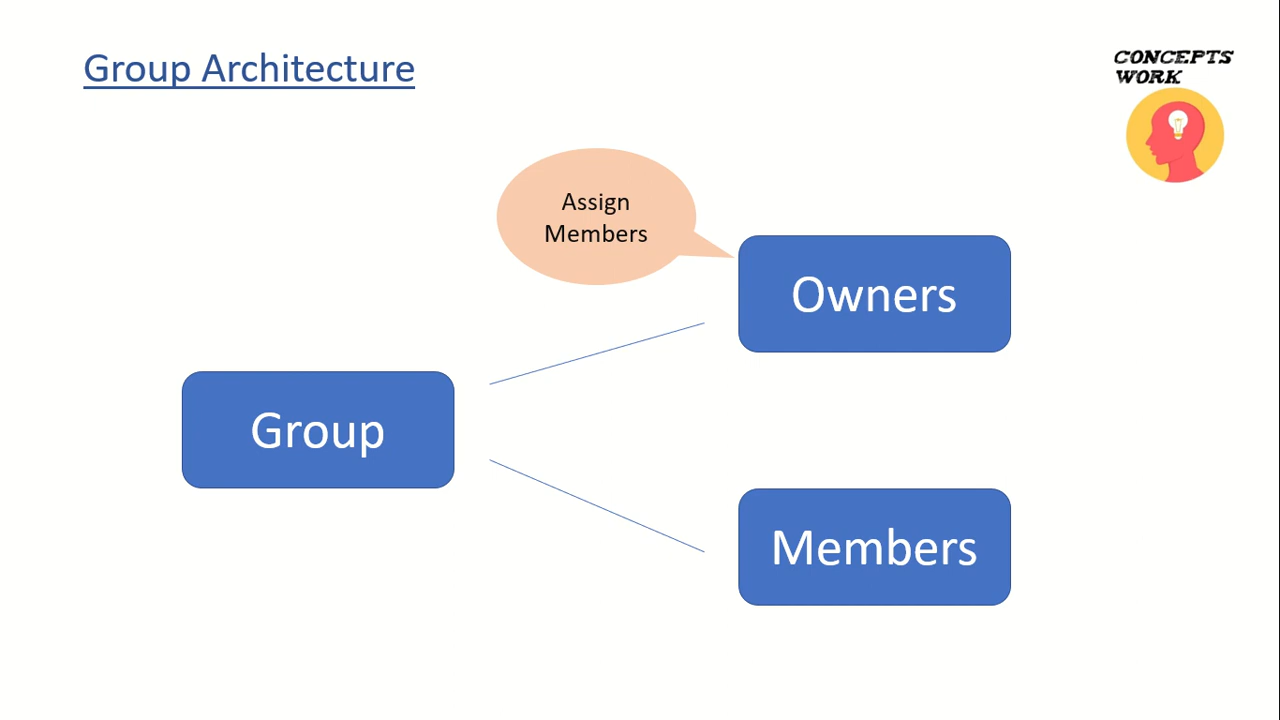 Group Architecture
CONCEPTS
WORK
Assign
Members
Owners
Group
Members